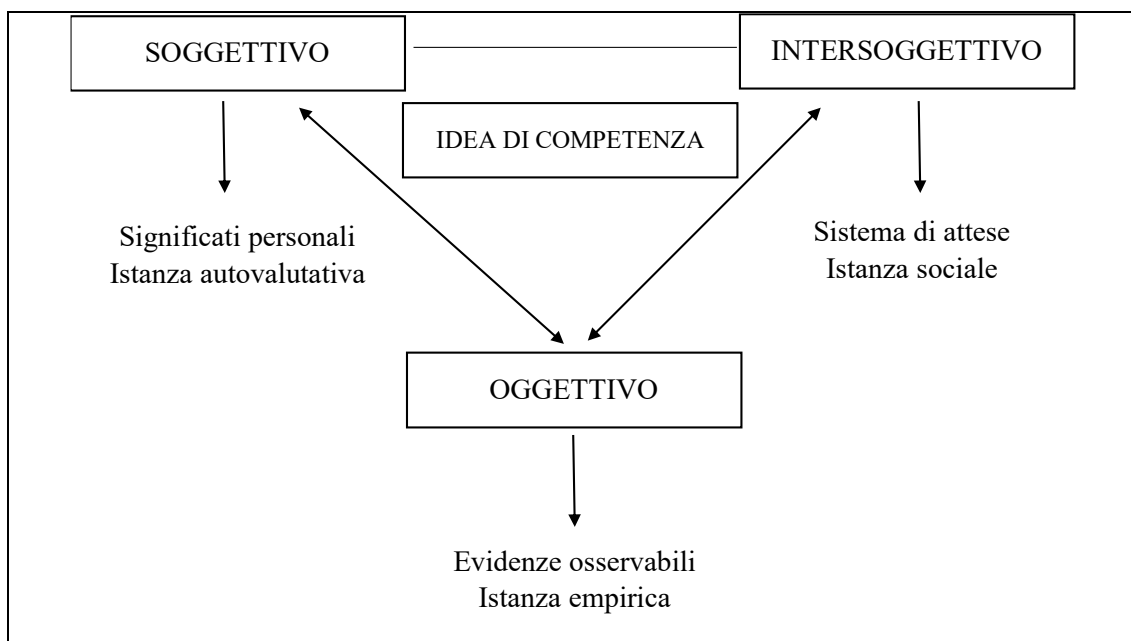 SOGGETTIVO
INTERSOGGETTIVO
IDEA DI COMPETENZA
Significati personali
Istanza autovalutativa
Sistema di attese
Istanza sociale
OGGETTIVO
Evidenze osservabili
Istanza empirica